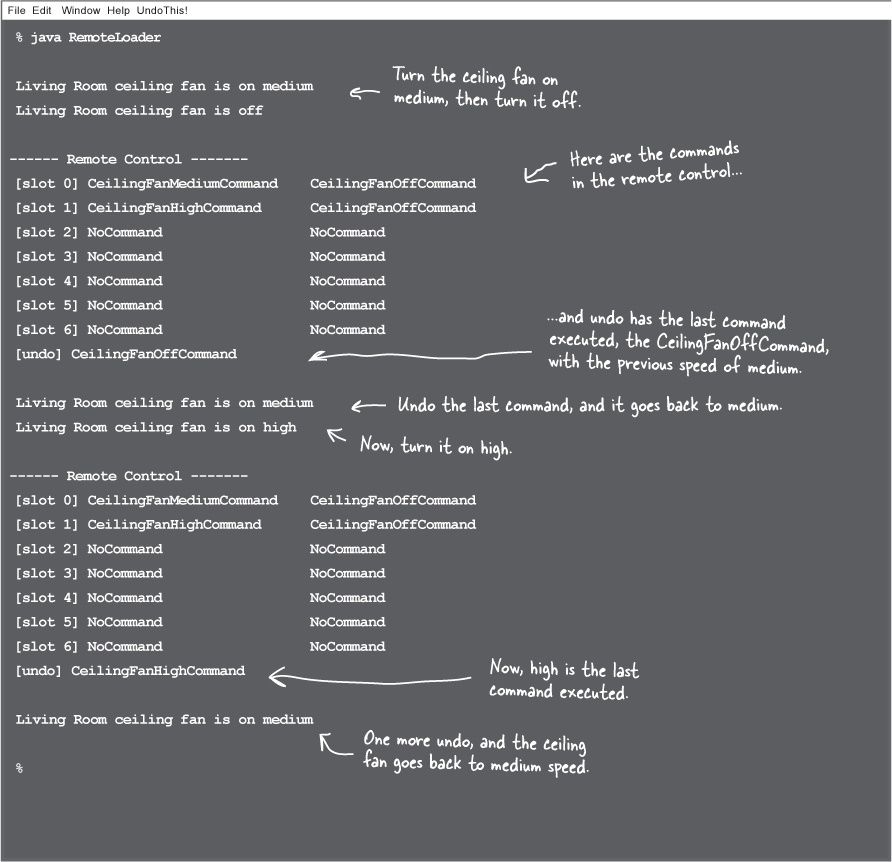 File Edit Window Help UndoThis!
% java RemoteLoader
Living Room ceiling fan is on medium
Living Room ceiling fan is off
Turn the ceiling fan on
medium, then turn it off.
------ Remote Control -------
[slot 0] CeilingFanMediumCommand CeilingFanOffCommand
[slot 1] CeilingFanHighCommand CeilingFanOffCommand
[slot 2] NoCommand NoCommand
[slot 3] NoCommand NoCommand
[slot 4] NoCommand NoCommand
[slot 5] NoCommand NoCommand
[slot 6] NoCommand NoCommand
[undo] CeilingFanOffCommand
Here are the commands
in the remote control...
...and undo has the last command
executed, the CeilingFanOffCommand,
with the previous speed of medium.
Living Room ceiling fan is on medium
Undo the last command, and it goes back to medium.
Living Room ceiling fan is on high
Now, turn it on high.
------ Remote Control -------
[slot 0] CeilingFanMediumCommand CeilingFanOffCommand
[slot 1] CeilingFanHighCommand CeilingFanOffCommand
[slot 2] NoCommand NoCommand
[slot 3] NoCommand NoCommand
[slot 4] NoCommand NoCommand
[slot 5] NoCommand NoCommand
[slot 6] NoCommand NoCommand
[undo] CeilingFanHighCommand
Now, high is the last
command executed.
Living Room ceiling fan is on medium
One more undo, and the ceiling
fan goes back to medium speed.
%